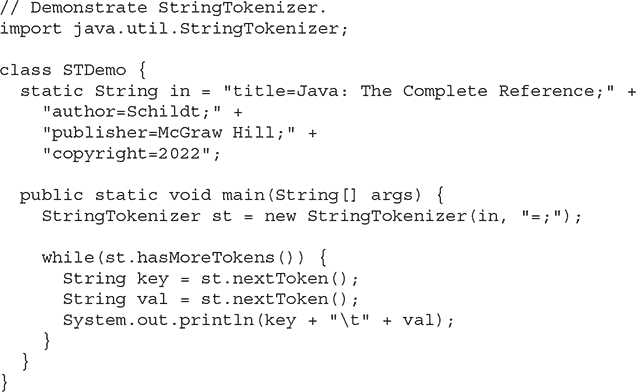 // Demonstrate StringTokenizer.
import java.util.StringTokenizer;

class STDemo {
  static String in = "title=Java: The Complete Reference;" +
    "author=Schildt;" +
    "publisher=McGraw Hill;" +
    "copyright=2022";

  public static void main(String[] args) {
    StringTokenizer st = new StringTokenizer(in, "=;");

    while(st.hasMoreTokens()) {
      String key = st.nextToken();
      String val = st.nextToken();
      System.out.println(key + "\t" + val);
    }
  }
}